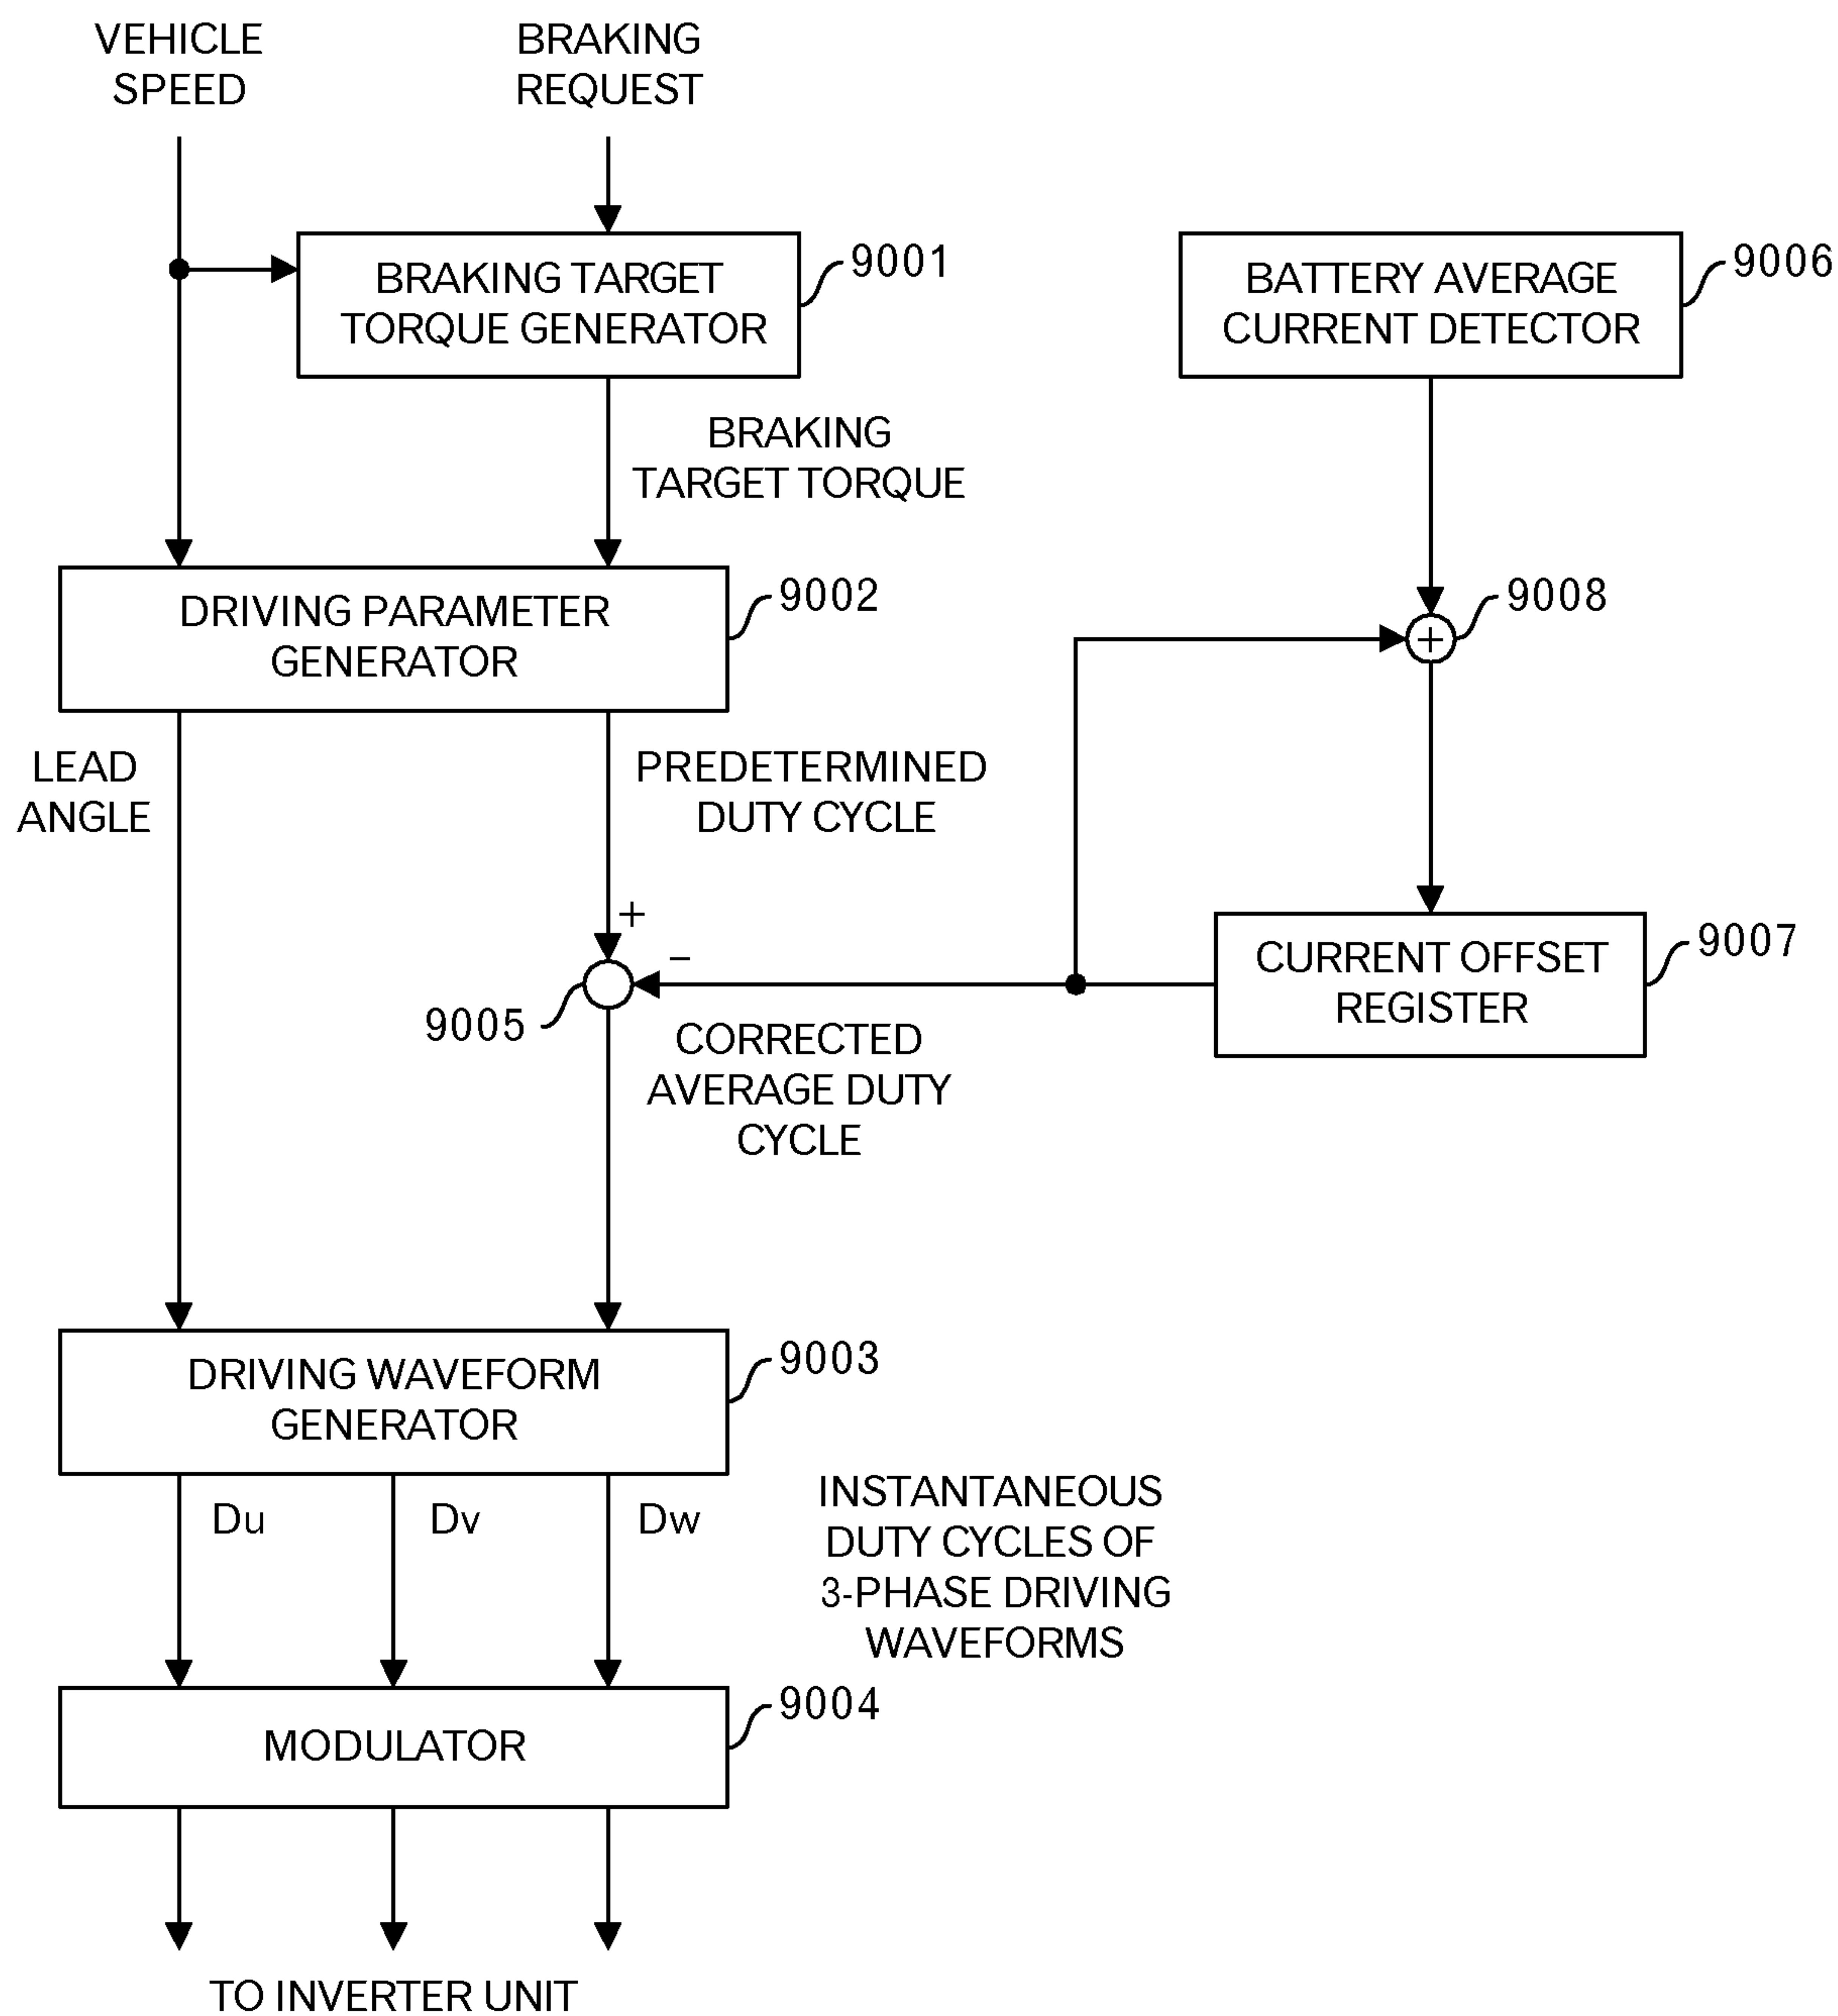 VEHICLE
SPEED
BRAKING
REQUEST
BRAKING TARGET
TORQUE GENERATOR
9001
BATTERY AVERAGE
CURRENT DETECTOR
9006
BRAKING
TARGET TORQUE
DRIVING PARAMETER
GENERATOR
9002
+
9008
LEAD
ANGLE
PREDETERMINED
DUTY CYCLE
+
−
9005
CURRENT OFFSET
REGISTER
9007
CORRECTED
AVERAGE DUTY
CYCLE
DRIVING WAVEFORM
GENERATOR
9003
Du
Dv
Dw
INSTANTANEOUS
DUTY CYCLES OF
3-PHASE DRIVING
WAVEFORMS
MODULATOR
9004
TO INVERTER UNIT